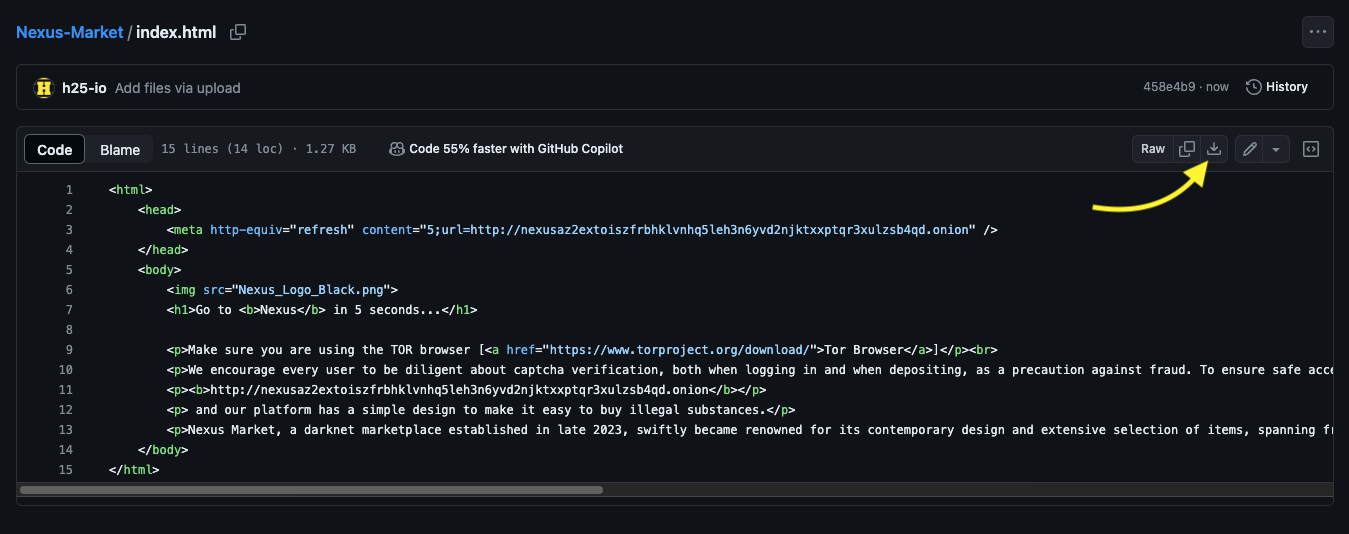 Nexus-Market / index.html
h25-io Add files via upload 458e4b9 · now History
Code Blame 15 lines (14 loc) · 1.27 KB Code 55% faster with GitHub Copilot Raw
1 <html>
2 <head>
3 <meta http-equiv="refresh" content="5;url=http://nexusaz2extoiszfrbhklvnhq5leh3n6yvd2njktxxptqr3xulzsb4qd.onion" />
4 </head>
5 <body>
6 <img src="Nexus_Logo_Black.png">
7 <h1>Go to <b>Nexus</b> in 5 seconds...</h1>
8
9 <p>Make sure you are using the TOR browser [<a href="https://www.torproject.org/download/">Tor Browser</a>]</p><br>
10 <p>We encourage every user to be diligent about captcha verification, both when logging in and when depositing, as a precaution against fraud. To ensure safe acce
11 <p><b>http://nexusaz2extoiszfrbhklvnhq5leh3n6yvd2njktxxptqr3xulzsb4qd.onion</b></p>
12 <p> and our platform has a simple design to make it easy to buy illegal substances.</p>
13 <p>Nexus Market, a darknet marketplace established in late 2023, swiftly became renowned for its contemporary design and extensive selection of items, spanning fr
14 </body>
15 </html>